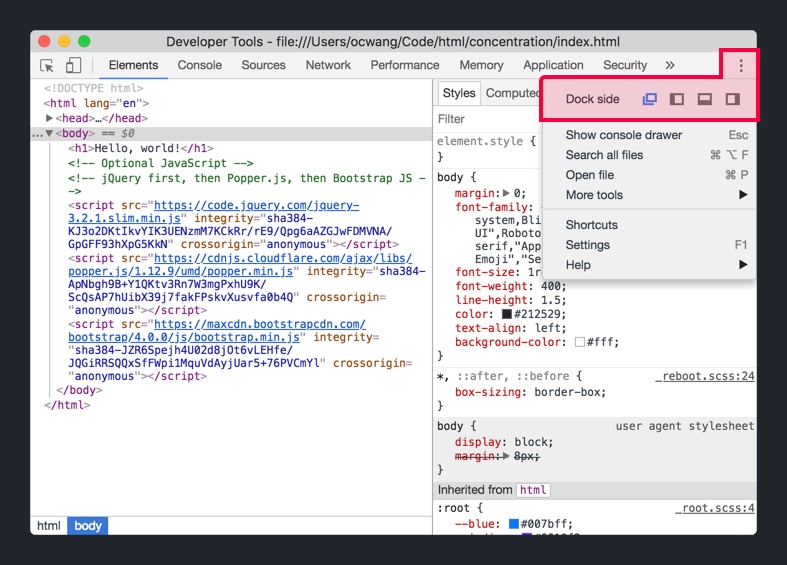 Developer Tools - file:///Users/ocwang/Code/html/concentration/index.html
Elements Console Sources Network Performance Memory Application Security »
<!DOCTYPE html>
<html lang="en">
▶<head>…</head>
...▼<body> == $0
<h1>Hello, world!</h1>
<!-- Optional JavaScript -->
<!-- jQuery first, then Popper.js, then Bootstrap JS -
->
<script src="https://code.jquery.com/jquery-
3.2.1.slim.min.js" integrity="sha384-
KJ3o2DKtIkvYIK3UENzmM7KCkRr/rE9/Qpg6aAZGJwFDMVNA/
GpGFF93hXpG5KkN" crossorigin="anonymous"></script>
<script src="https://cdnjs.cloudflare.com/ajax/libs/
popper.js/1.12.9/umd/popper.min.js" integrity="sha384-
ApNbgh9B+Y1QKtv3Rn7W3mgPxhU9K/
ScQsAP7hUibX39j7fakFPskvXusvfa0b4Q" crossorigin=
"anonymous"></script>
<script src="https://maxcdn.bootstrapcdn.com/
bootstrap/4.0.0/js/bootstrap.min.js" integrity=
"sha384-JZR6Spejh4U02d8jOt6vLEHfe/
JQGiRRSQQxSfFWpi1MquVdAyjUar5+76PVCmYl" crossorigin=
"anonymous"></script>
</body>
</html>
html body
Styles Computed
Filter
element.style {
}
body {
margin:▶0;
font-family:
system,Bli
UI",Roboto
serif,"App
Emoji","Se
font-size: 1r
font-weight: 400;
line-height: 1.5;
color: #212529;
text-align: left;
background-color: #fff;
}
*, ::after, ::before { _reboot.scss:24
box-sizing: border-box;
}
body { user agent stylesheet
display: block;
margin:▶8px;
}
Inherited from html
:root { _root.scss:4
--blue: #007bff;
Dock side
Show console drawer Esc
Search all files ⌘ ⌥ F
Open file ⌘ P
More tools ▶
Shortcuts
Settings F1
Help ▶